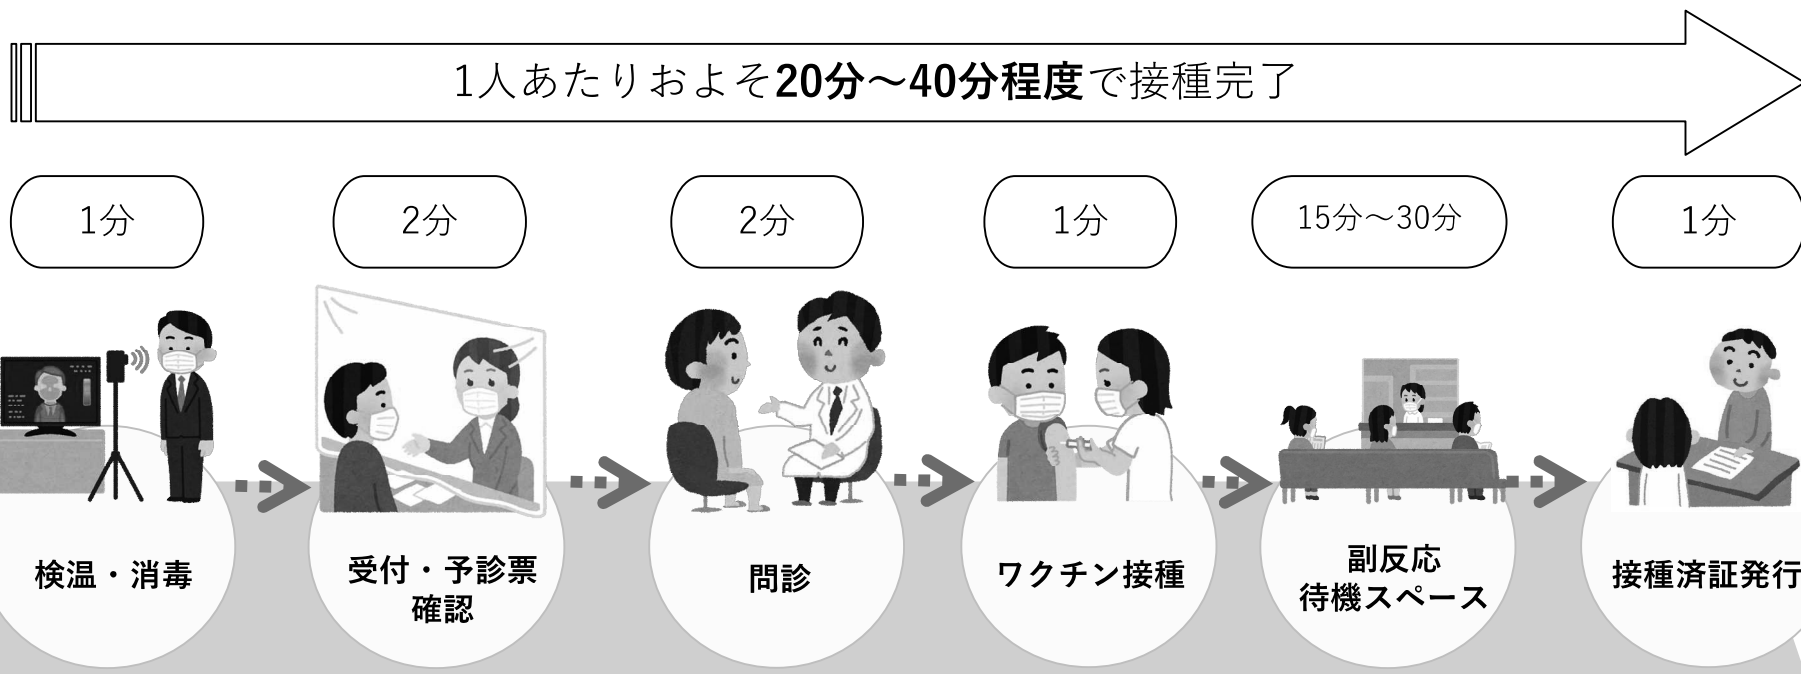 1人あたりおよそ20分～40分程度で接種完了
1分
2分
2分
1分
15分～30分
1分
検温・消毒
受付・予診票
確認
問診
ワクチン接種
副反応
待機スペース
接種済証発行